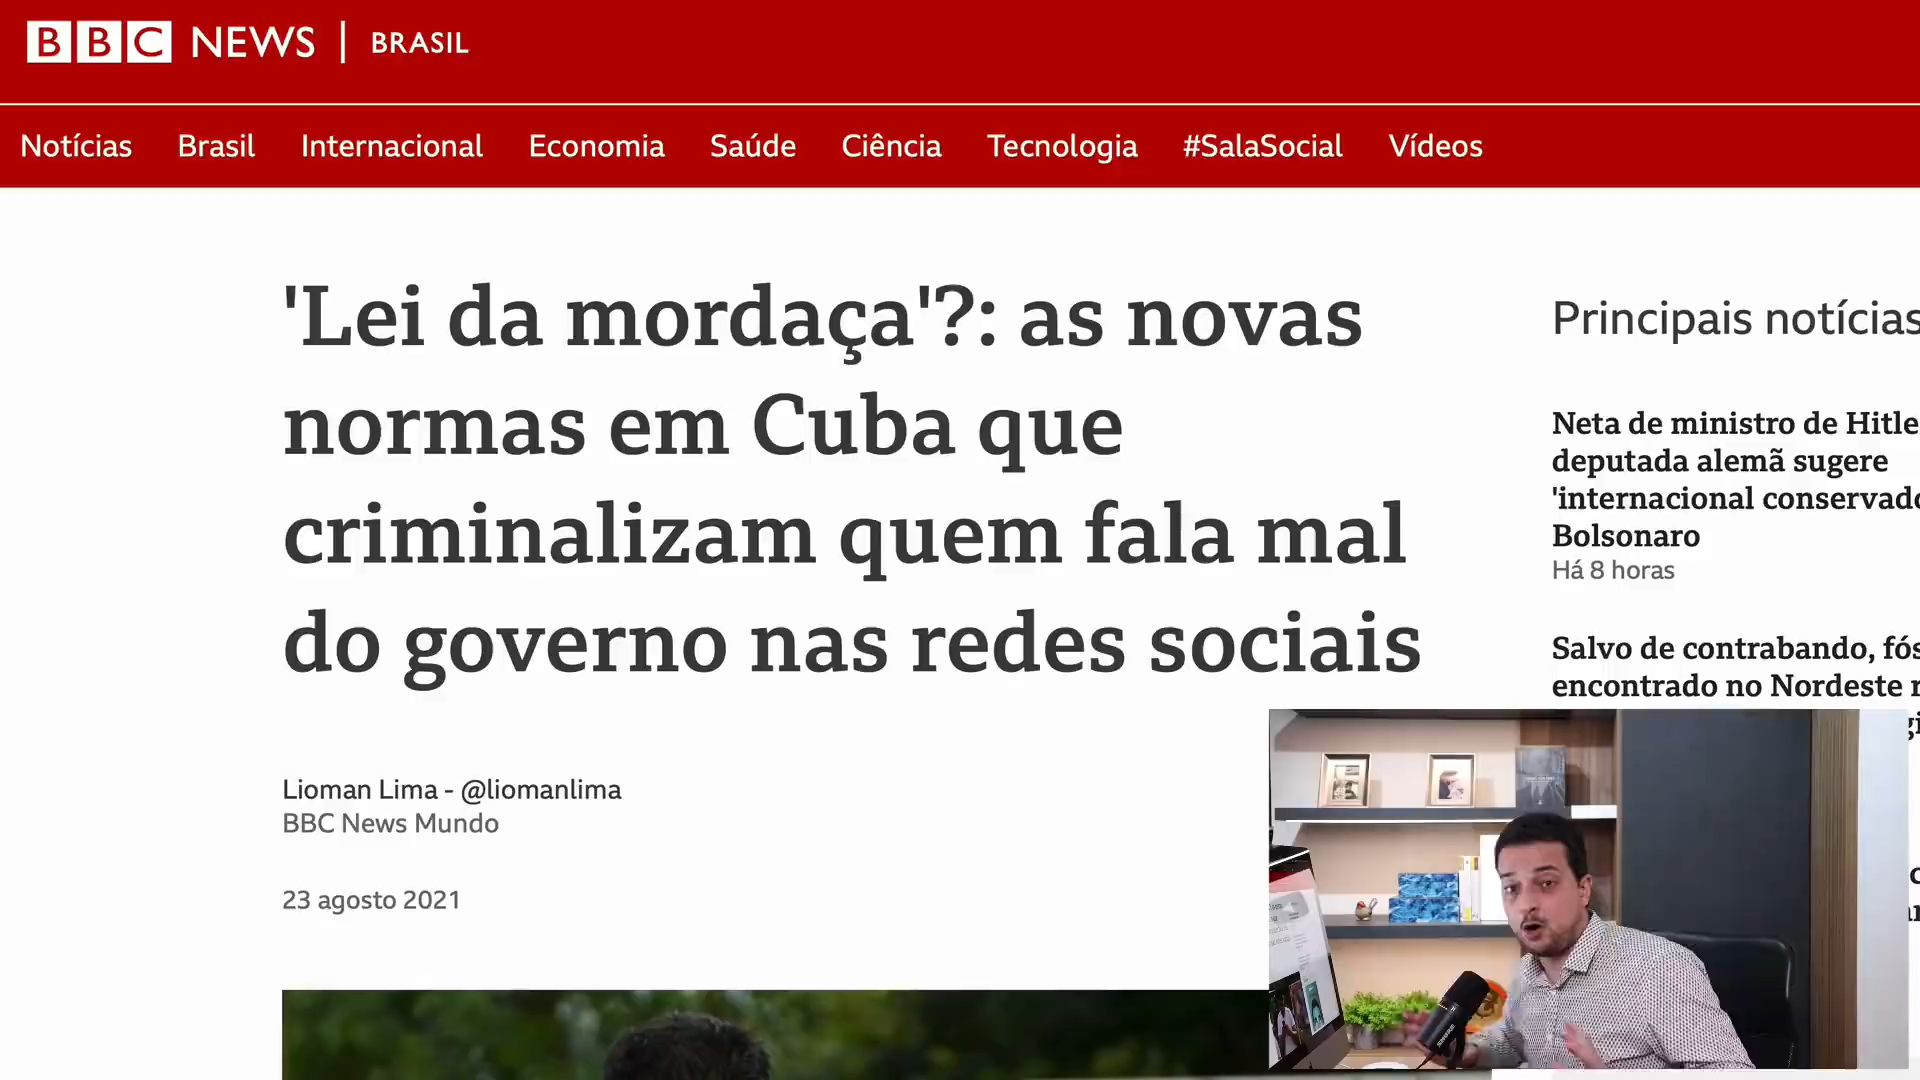 BBC NEWS | BRASIL
Notícias Brasil Internacional Economia Saúde Ciência Tecnologia #SalaSocial Vídeos
'Lei da mordaça'?: as novas
normas em Cuba que
criminalizam quem fala mal
do governo nas redes sociais
Lioman Lima - @liomanlima
BBC News Mundo
23 agosto 2021
Principais notícias
Neta de ministro de Hitle
deputada alemã sugere
'internacional conservado
Bolsonaro
Há 8 horas
Salvo de contrabando, fós
encontrado no Nordeste r